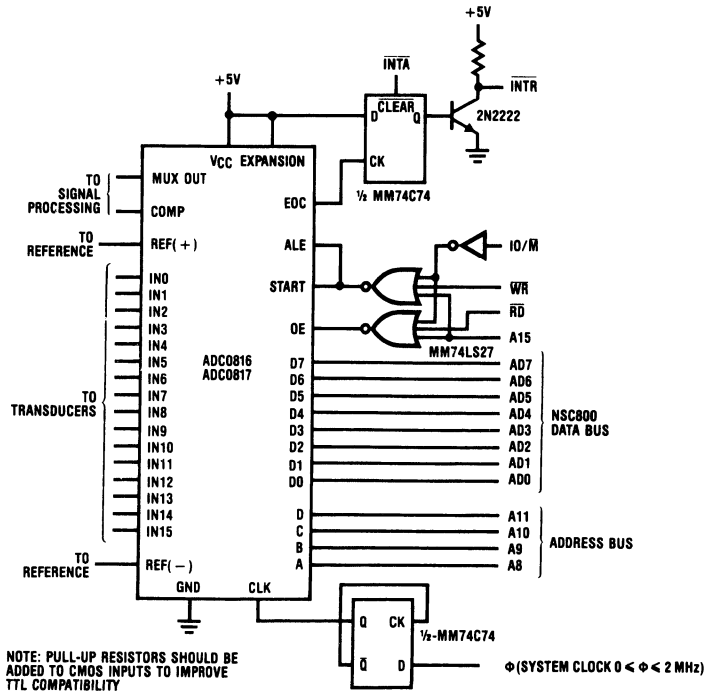 +5V
INTA
INTR
+5V
CLEAR
D
Q
2N2222
VCC
EXPANSION
CK
½ MM74C74
TO
SIGNAL
PROCESSING
MUX OUT
COMP
EOC
TO
REFERENCE
REF(+)
ALE
IO/M
START
WR
RD
OE
A15
MM74LS27
TO
TRANSDUCERS
IN0
IN1
IN2
IN3
IN4
IN5
IN6
IN7
IN8
IN9
IN10
IN11
IN12
IN13
IN14
IN15
ADC0816
ADC0817
D7
D6
D5
D4
D3
D2
D1
D0
AD7
AD6
AD5
AD4
AD3
AD2
AD1
AD0
NSC800
DATA BUS
D
C
B
A
A11
A10
A9
A8
ADDRESS BUS
TO
REFERENCE
REF(−)
GND
CLK
Q
CK
Q
D
½-MM74C74
Φ(SYSTEM CLOCK 0 ≤ Φ ≤ 2 MHz)
NOTE: PULL-UP RESISTORS SHOULD BE
ADDED TO CMOS INPUTS TO IMPROVE
TTL COMPATIBILITY